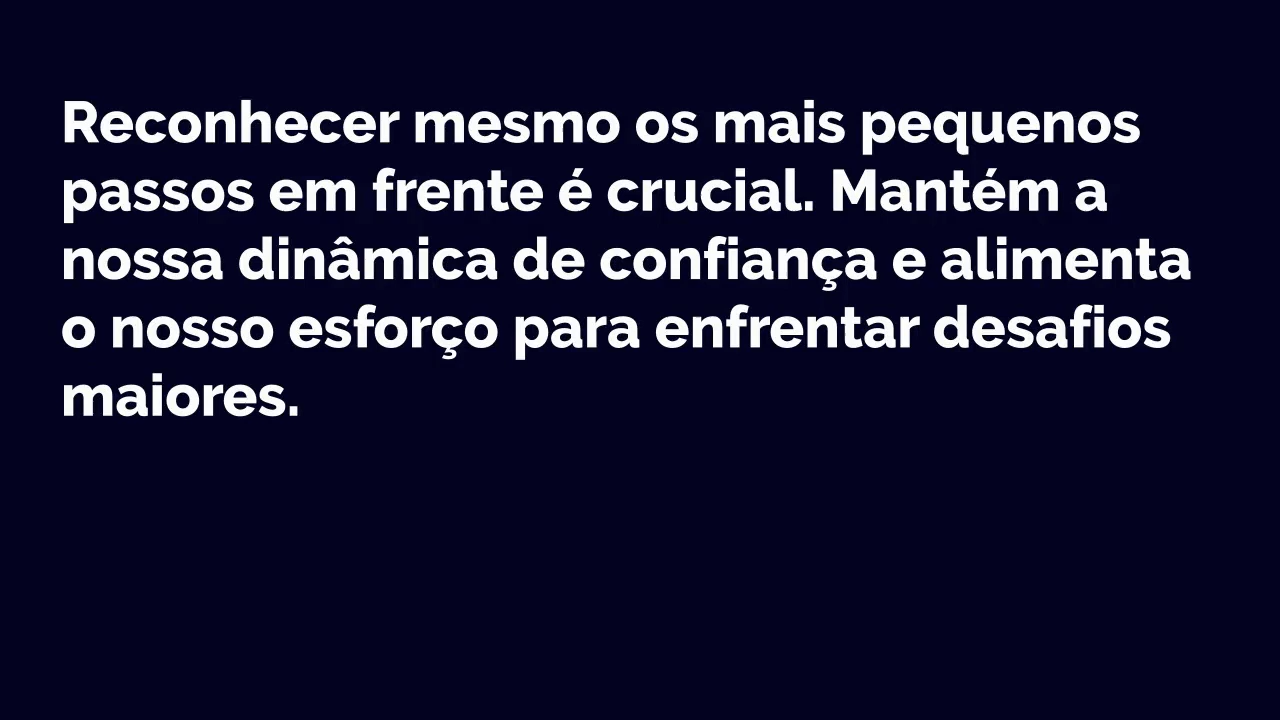 Reconhecer mesmo os mais pequenos
passos em frente é crucial. Mantém a
nossa dinâmica de confiança e alimenta
o nosso esforço para enfrentar desafios
maiores.